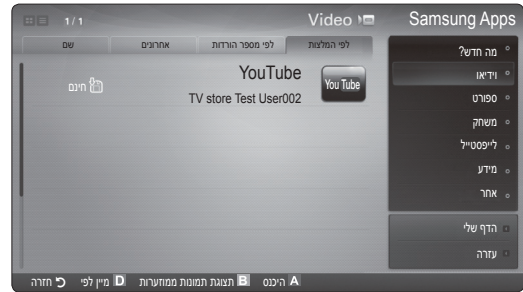 Samsung Apps
Video
1/1
מה חדש?
וידיאו
ספורט
משחק
לייפסטייל
מידע
אחר
הדף שלי
עזרה
לפי המלצות
לפי מספר הורדות
אחרונים
שם
You Tube
YouTube
TV store Test User002
חינם
A היכנס B תצוגת תמונות ממוזערות D מיין לפי חזרה